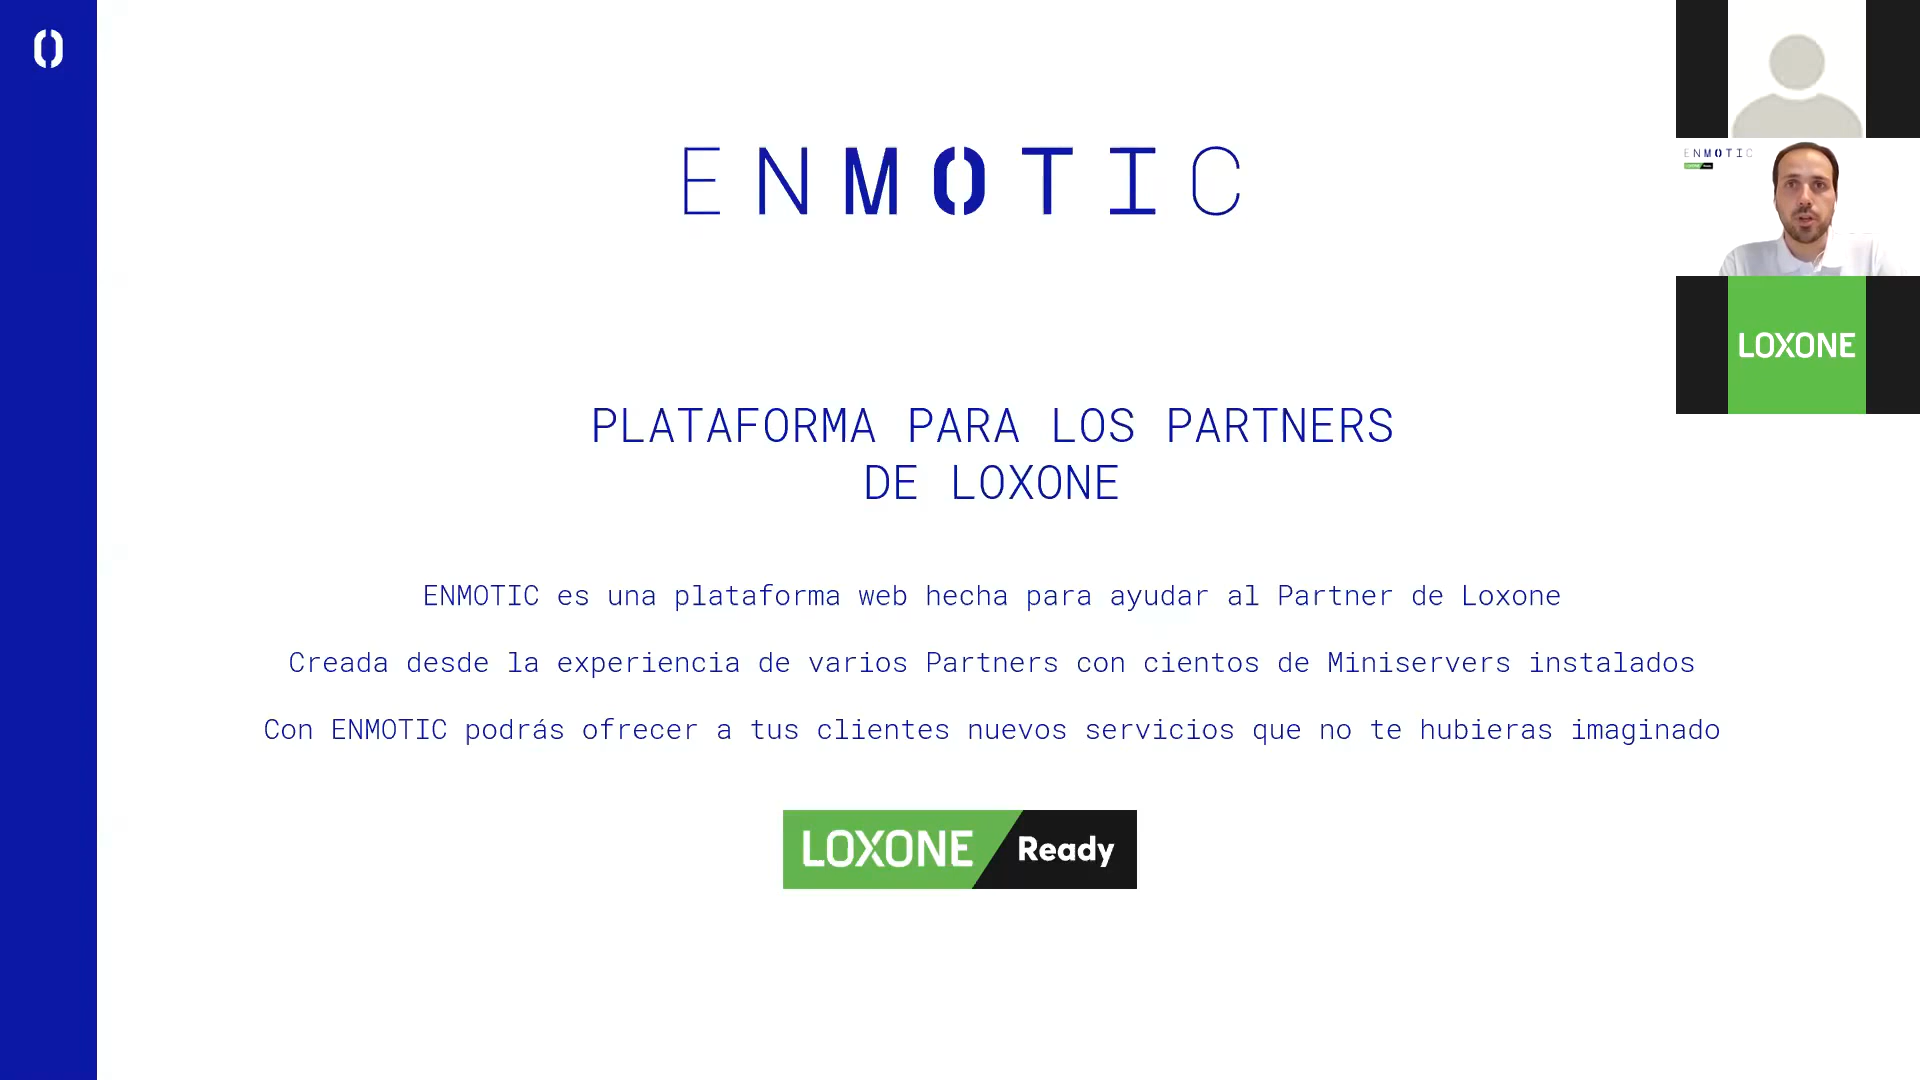 ENMOTIC
ENMOTIC
LOXONE
PLATAFORMA PARA LOS PARTNERS
DE LOXONE
ENMOTIC es una plataforma web hecha para ayudar al Partner de Loxone
Creada desde la experiencia de varios Partners con cientos de Miniservers instalados
Con ENMOTIC podrás ofrecer a tus clientes nuevos servicios que no te hubieras imaginado
LOXONE Ready